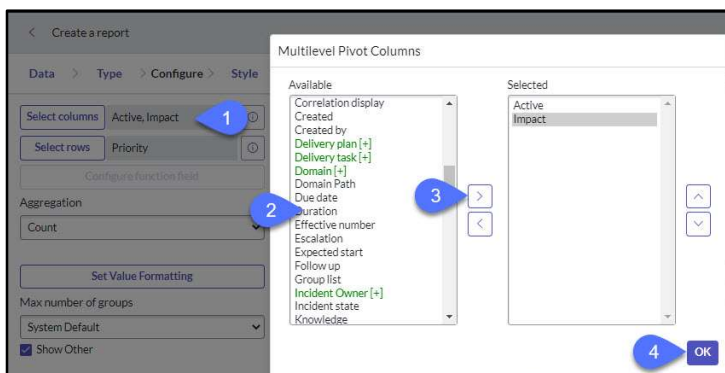 Create a report
Data > Type > Configure > Style
Select columns Active, Impact 1
Select rows Priority
Configure function field
Aggregation
Count
Set Value Formatting
Max number of groups
System Default
Show Other
Multilevel Pivot Columns
Available
Correlation display
Created
Created by
Delivery plan [+]
Delivery task [+]
Domain [+]
Domain Path
Due date
2 Duration
Effective number
Escalation
Expected start
Follow up
Group list
Incident Owner [+]
Incident state
Knowledge
3
Selected
Active
Impact
4 OK